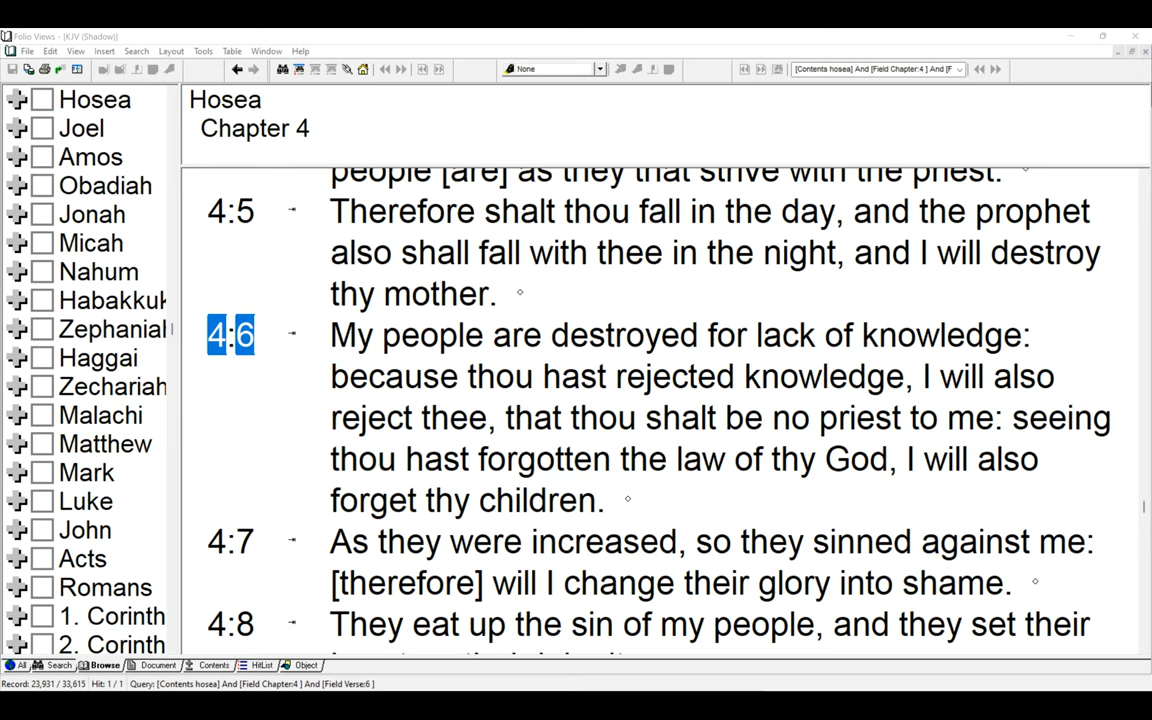 Folio Views - [KJV (Shadow)]
File Edit View Insert Search Layout Tools Table Window Help
None
[Contents hosea] And [Field Chapter:4 ] And [F
Hosea
Joel
Amos
Obadiah
Jonah
Micah
Nahum
Habakkuk
Zephaniah
Haggai
Zechariah
Malachi
Matthew
Mark
Luke
John
Acts
Romans
1. Corinth
2. Corinth
Hosea
Chapter 4
people [are] as they that strive with the priest.
4:5 Therefore shalt thou fall in the day, and the prophet
also shall fall with thee in the night, and I will destroy
thy mother.
4:6 My people are destroyed for lack of knowledge:
because thou hast rejected knowledge, I will also
reject thee, that thou shalt be no priest to me: seeing
thou hast forgotten the law of thy God, I will also
forget thy children.
4:7 As they were increased, so they sinned against me:
[therefore] will I change their glory into shame.
4:8 They eat up the sin of my people, and they set their
All Search Browse Document Contents HitList Object
Record: 23,931 / 33,615 Hit: 1 / 1 Query: [Contents hosea] And [Field Chapter:4 ] And [Field Verse:6 ]